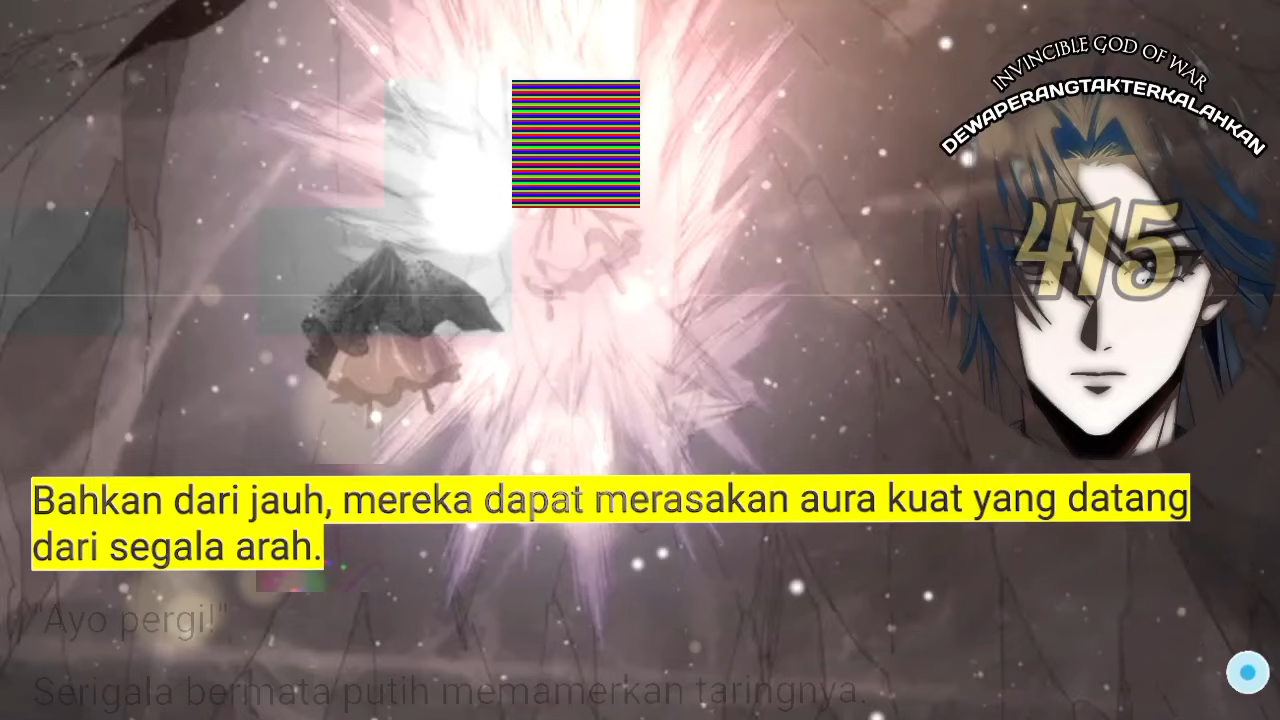 INVINCIBLE GOD OF WAR
DEWAPERANGTAKTERKALAHKAN
415
Bahkan dari jauh, mereka dapat merasakan aura kuat yang datang
dari segala arah.
"Ayo pergi!"
Serigala bermata putih memamerkan taringnya.